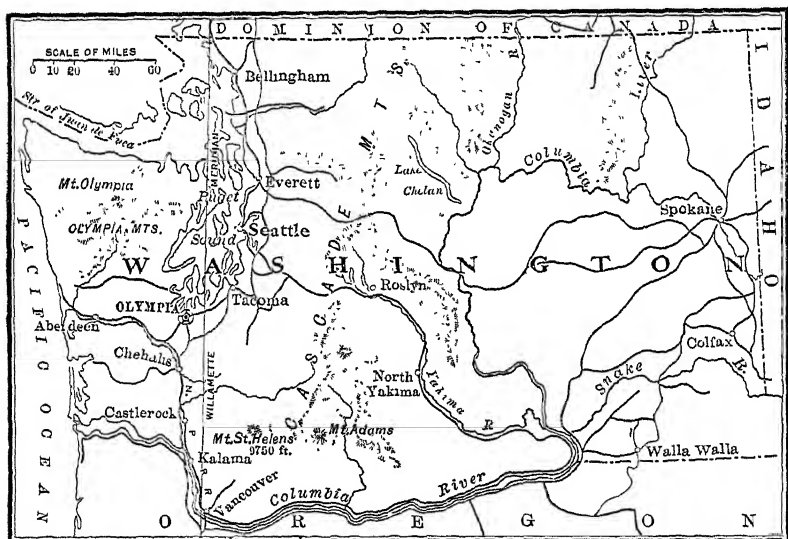 DOMINION OF CANADA
SCALE OF MILES
0 10 20 40 60
Bellingham
Str. of Juan de Fuca
MTS
Okenogan R
Columbia
IDAHO
MERIDIAN
Lake
Chelan
Mt. Olympia
Puget
Everett
Spokane
OLYMPIA MTS.
Sound
Seattle
PACIFIC OCEAN
WASHINGTON
CASCADE
Roslyn
OLYMPIA
Tacoma
Aberdeen
Chehalis
WILLAMETTE
North
Yakima
Yakima R
Snake R
Colfax
Castlerock
N P R R
Mt. St. Helens
9750 ft.
Mt. Adams
Kalama
Walla Walla
Vancouver
Columbia River
OREGON